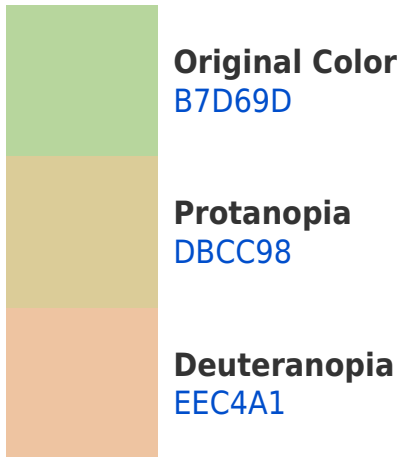 Original Color
B7D69D
Protanopia
DBCC98
Deuteranopia
EEC4A1